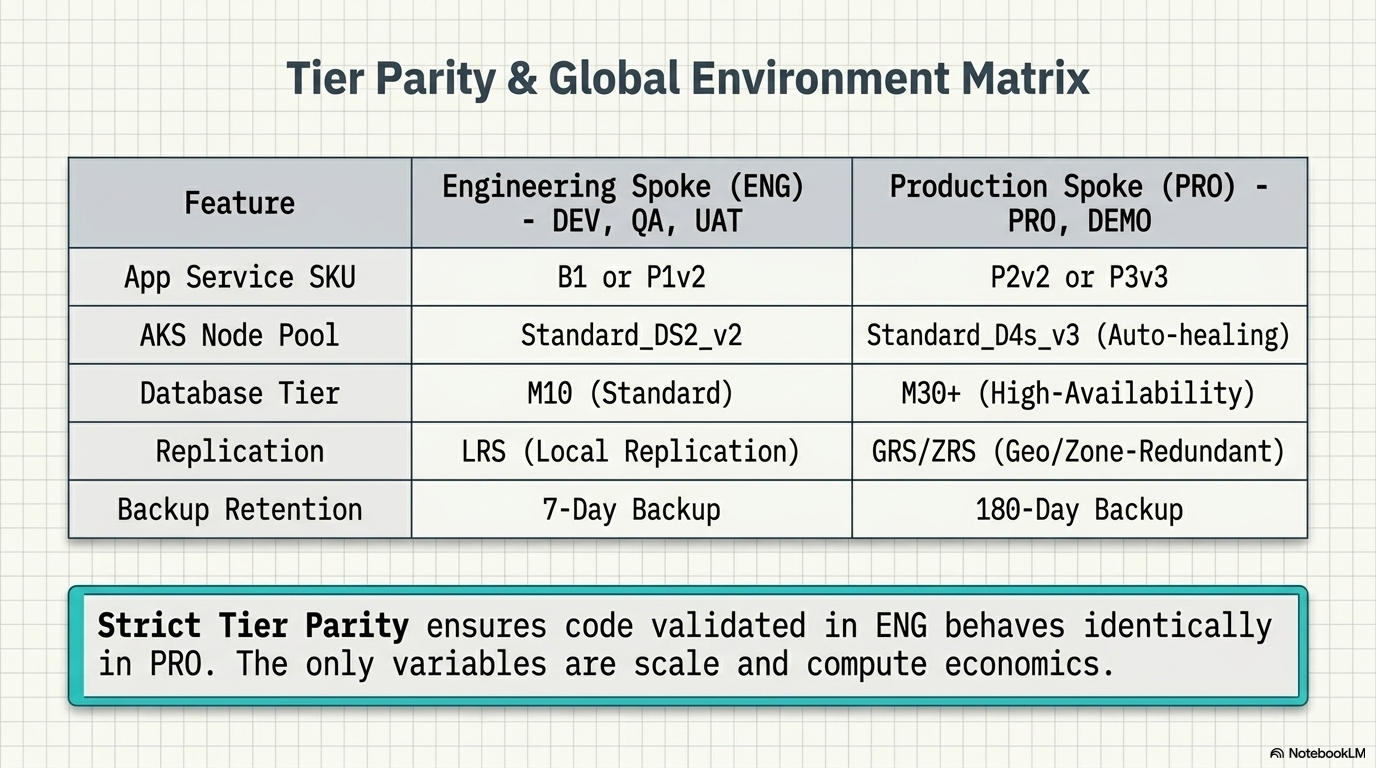 Tier Parity & Global Environment Matrix
Feature
Engineering Spoke (ENG)
- DEV, QA, UAT
Production Spoke (PRO) -
PRO, DEMO
App Service SKU
B1 or P1v2
P2v2 or P3v3
AKS Node Pool
Standard_DS2_v2
Standard_D4s_v3 (Auto-healing)
Database Tier
M10 (Standard)
M30+ (High-Availability)
Replication
LRS (Local Replication)
GRS/ZRS (Geo/Zone-Redundant)
Backup Retention
7-Day Backup
180-Day Backup
Strict Tier Parity ensures code validated in ENG behaves identically
in PRO. The only variables are scale and compute economics.
NotebookLM